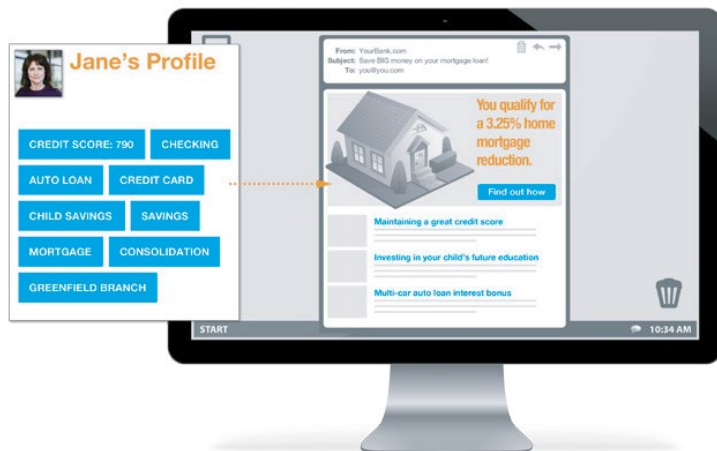 Jane's Profile
CREDIT SCORE: 790
CHECKING
AUTO LOAN
CREDIT CARD
CHILD SAVINGS
SAVINGS
MORTGAGE
CONSOLIDATION
GREENFIELD BRANCH
From: YourBank.com
Subject: Save BIG money on your mortgage loan!
To: you@you.com
You qualify for
a 3.25% home
mortgage
reduction.
Find out how
Maintaining a great credit score
Investing in your child's future education
Multi-car auto loan interest bonus
START
10:34 AM